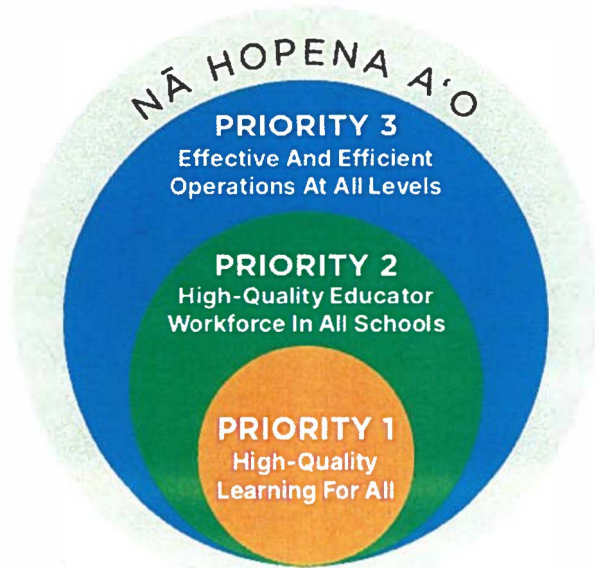 NĀ HOPENA AʻO
PRIORITY 3
Effective And Efficient
Operations At All Levels
PRIORITY 2
High-Quality Educator
Workforce In All Schools
PRIORITY 1
High-Quality
Learning For All